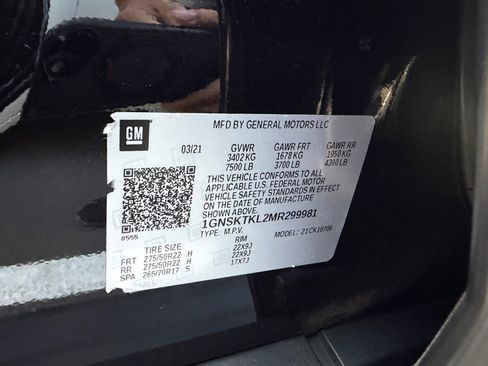 MFD BY GENERAL MOTORS LLC
GM
03/21 GVWR GAWR FRT GAWR RR
3402 KG 1678 KG 1950 KG
7500 LB 3700 LB 4300 LB
THIS VEHICLE CONFORMS TO ALL
APPLICABLE U.S. FEDERAL MOTOR
VEHICLE SAFETY STANDARDS IN EFFECT
ON THE DATE OF MANUFACTURE
SHOWN ABOVE.
1GNSKTKL2MR299981
8555 TYPE: M.P.V. MODEL: 21CK10706
TIRE SIZE RIM
FRT 275/50R22 H 22X9J
RR 275/50R22 H 22X9J
SPA 265/70R17 S 17X7J